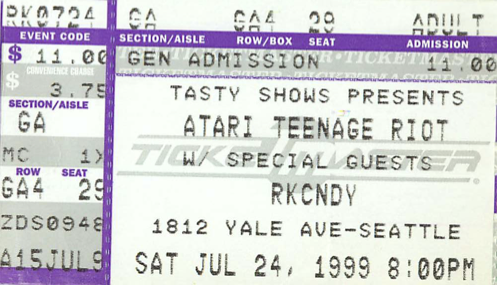 RK0724 GA GA4 29 ADULT
EVENT CODE SECTION/AISLE ROW/BOX SEAT ADMISSION
$ 11.00 GEN ADMISSION 11 00
$ CONVENIENCE CHARGE
3.75 TASTY SHOWS PRESENTS
SECTION/AISLE
GA ATARI TEENAGE RIOT
TICKETMASTER
MC 1X W/ SPECIAL GUESTS
ROW SEAT
GA4 29 RKCNDY
ZDS0948 1812 YALE AVE-SEATTLE
A15JUL9 SAT JUL 24, 1999 8:00PM